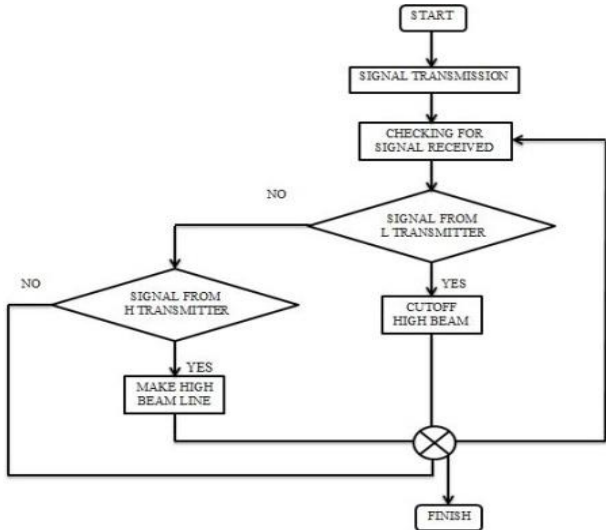 START
SIGNAL TRANSMISSION
CHECKING FOR
SIGNAL RECEIVED
NO
SIGNAL FROM
L TRANSMITTER
NO
SIGNAL FROM
H TRANSMITTER
YES
CUTOFF
HIGH BEAM
YES
MAKE HIGH
BEAM LINE
FINISH